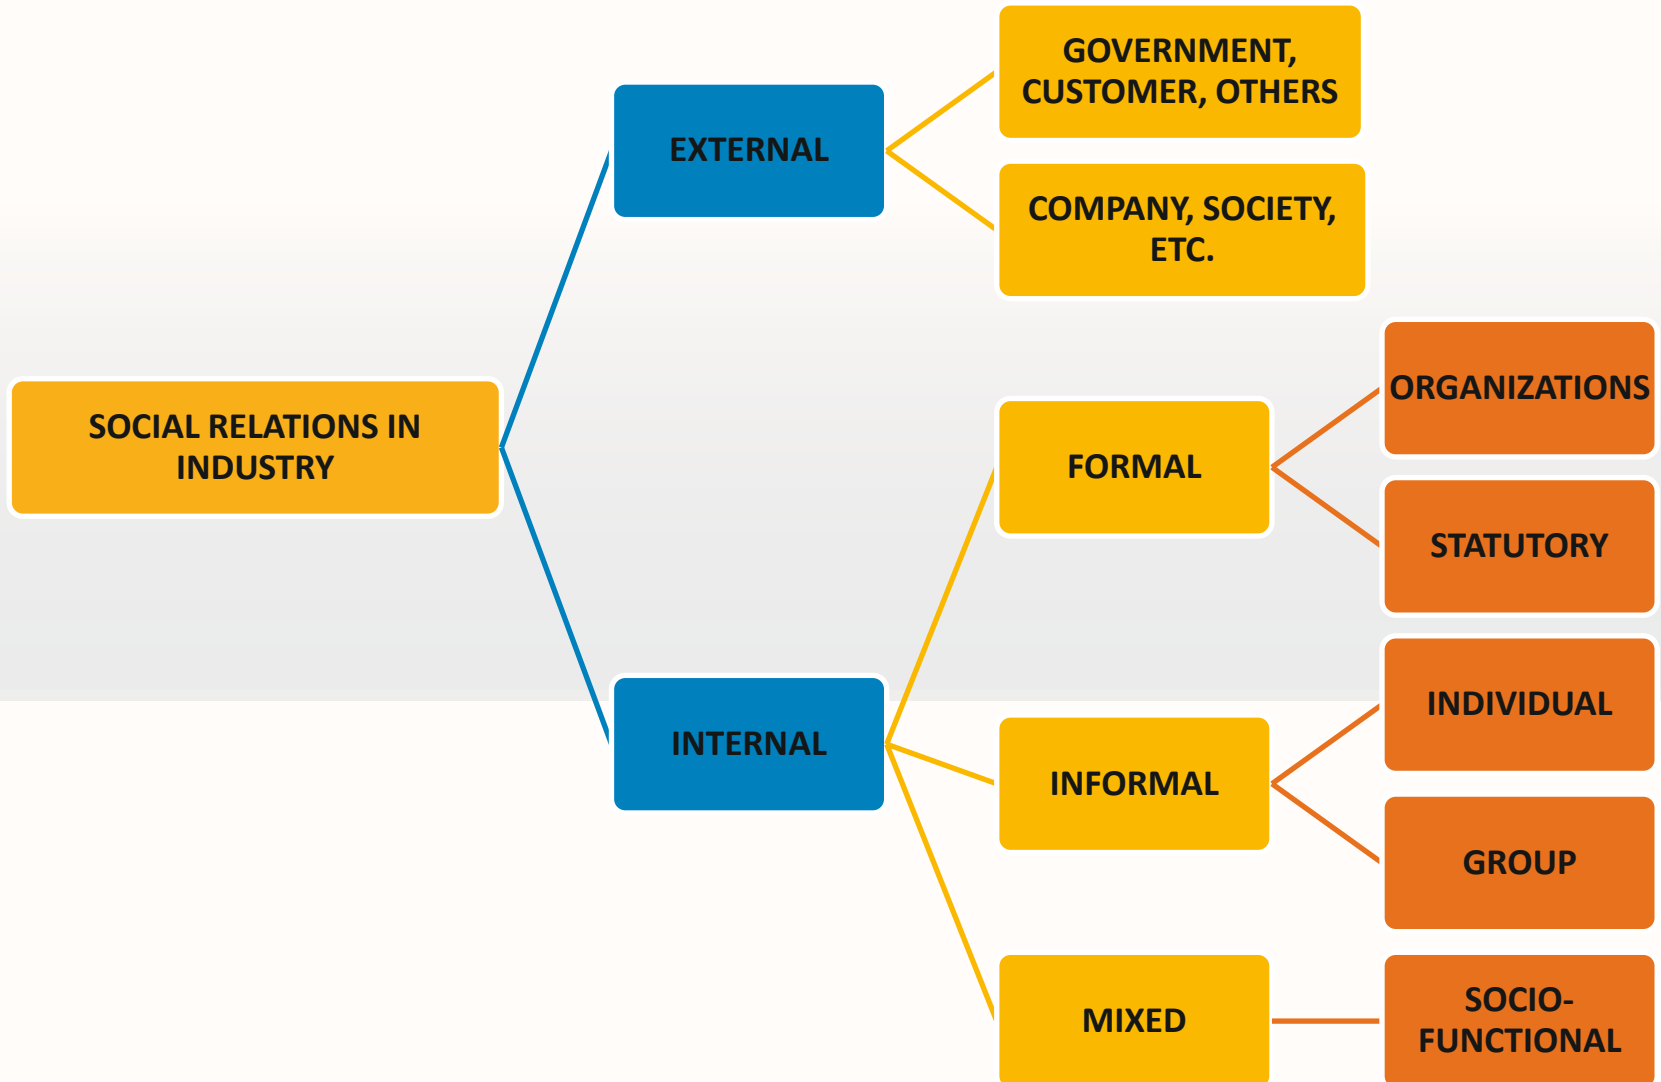 GOVERNMENT,
CUSTOMER, OTHERS
EXTERNAL
COMPANY, SOCIETY,
ETC.
SOCIAL RELATIONS IN
INDUSTRY
ORGANIZATIONS
FORMAL
STATUTORY
INTERNAL
INDIVIDUAL
INFORMAL
GROUP
MIXED
SOCIO-
FUNCTIONAL